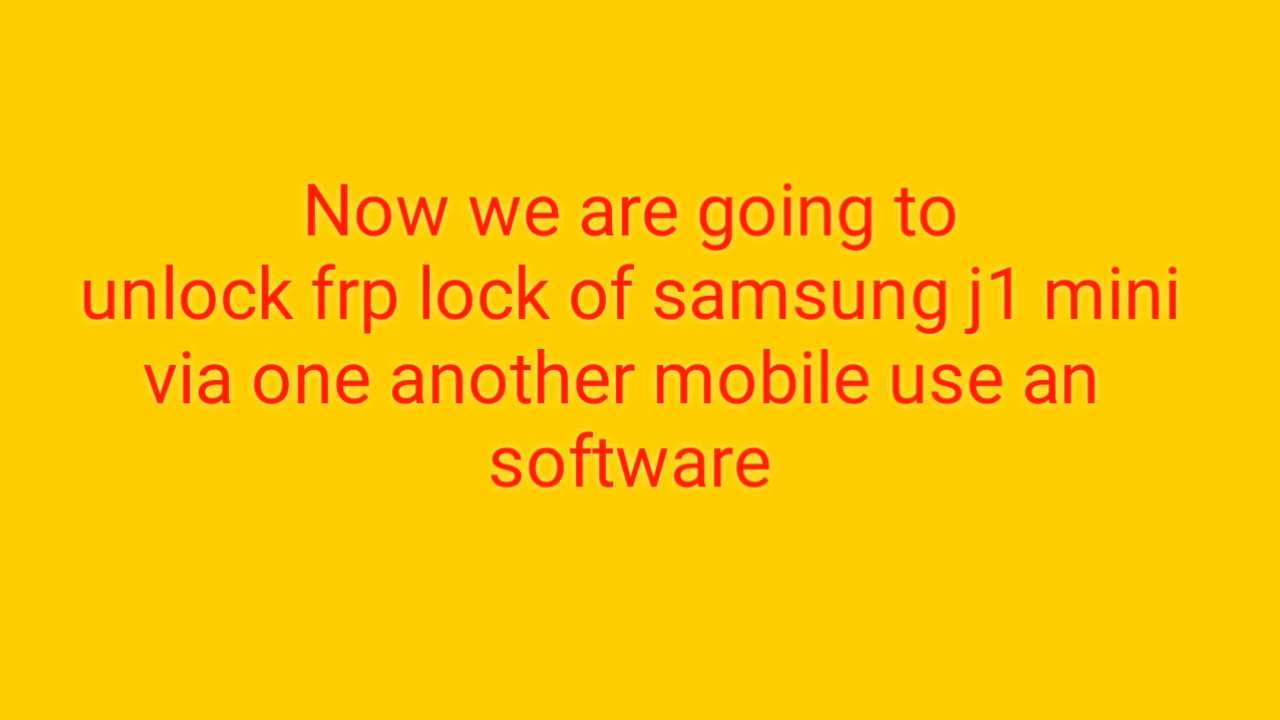 Now we are going to
unlock frp lock of samsung j1 mini
via one another mobile use an
software